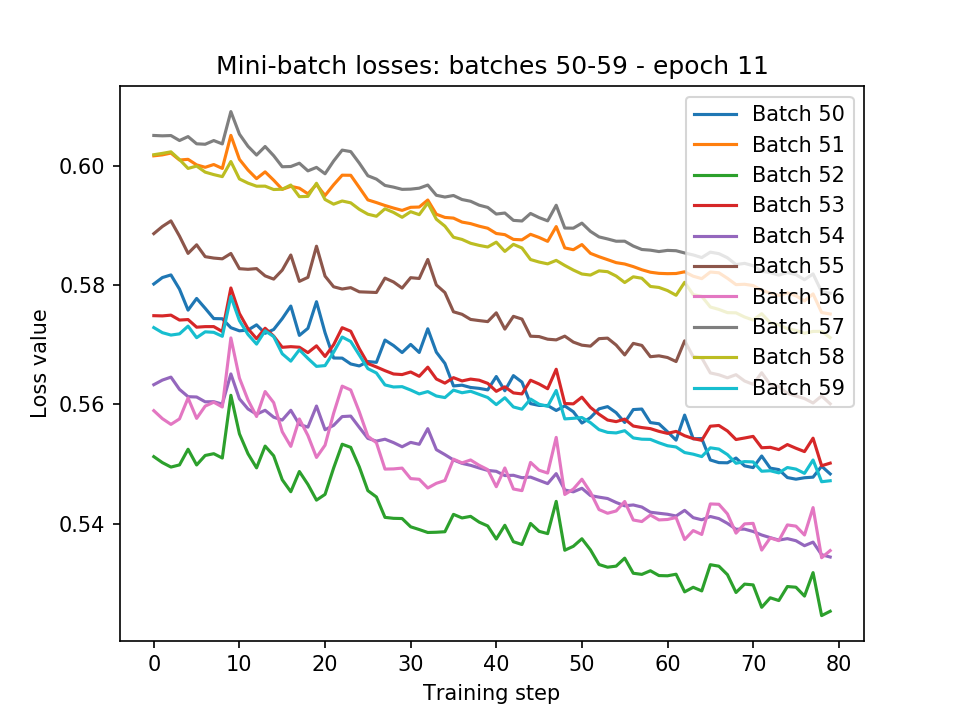 Mini-batch losses: batches 50-59 - epoch 11
Loss value
0.60
0.58
0.56
0.54
Batch 50
Batch 51
Batch 52
Batch 53
Batch 54
Batch 55
Batch 56
Batch 57
Batch 58
Batch 59
0 10 20 30 40 50 60 70 80
Training step